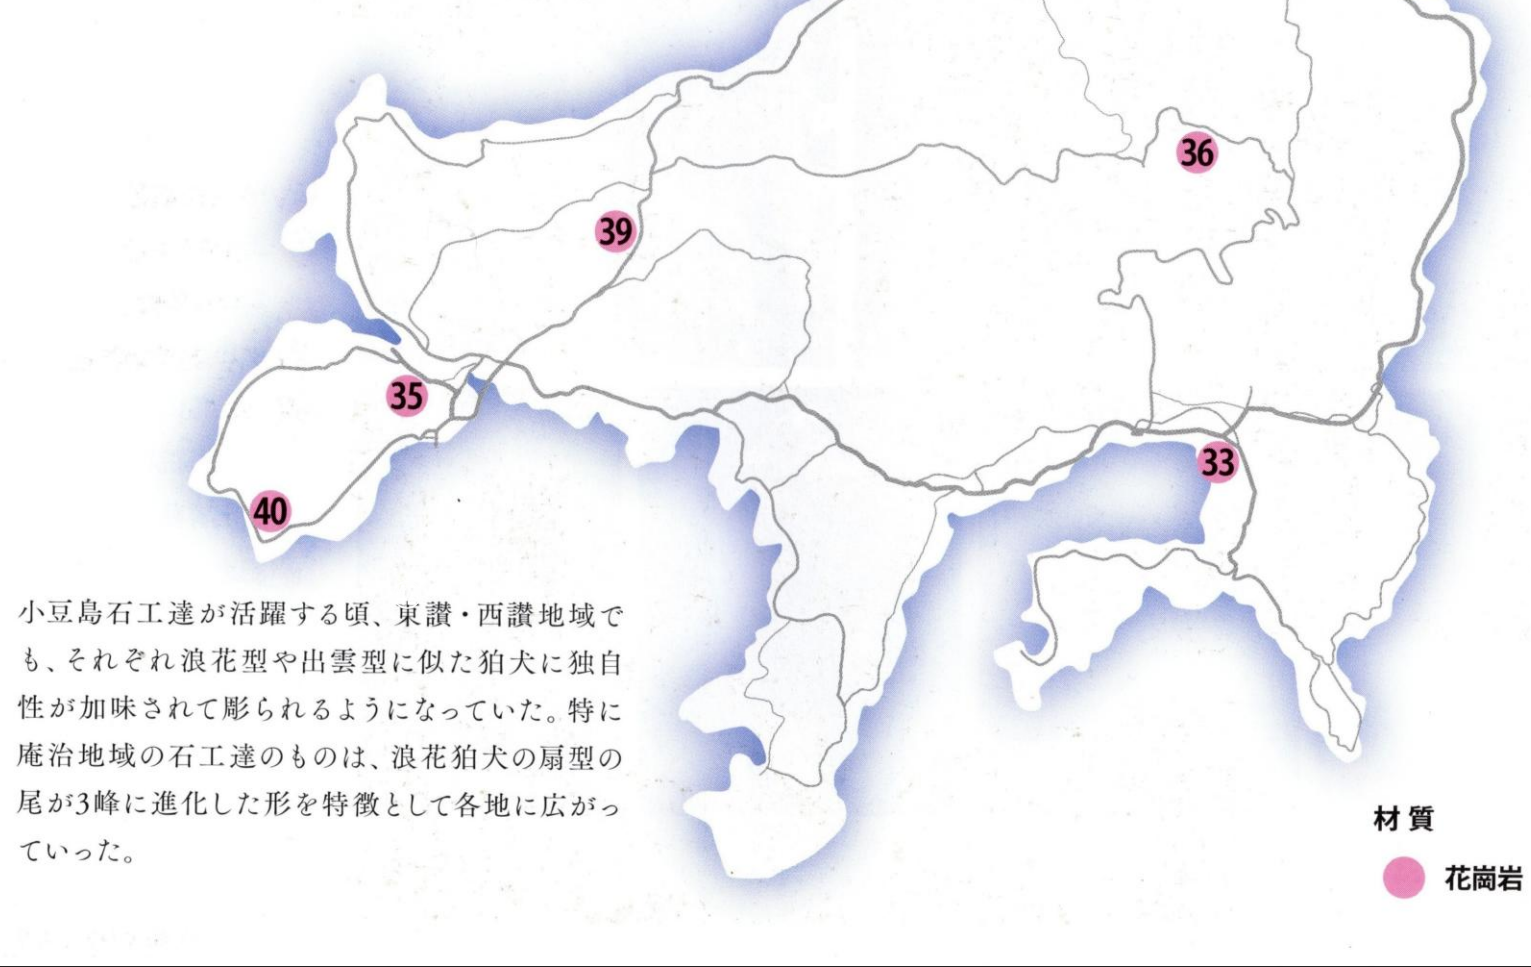 36
39
35
33
40
小豆島石工達が活躍する頃、東讃・西讃地域で
も、それぞれ浪花型や出雲型に似た狛犬に独自
性が加味されて彫られるようになっていた。特に
庵治地域の石工達のものは、浪花狛犬の扇型の
尾が3峰に進化した形を特徴として各地に広がっ
ていった。
材質
花崗岩